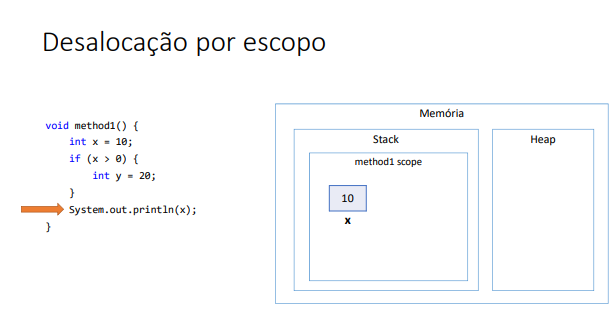 Desalocação por escopo
void method1() {
    int x = 10;
    if (x > 0) {
        int y = 20;
    }
    System.out.println(x);
}
Memória
Stack
Heap
method1 scope
10
x